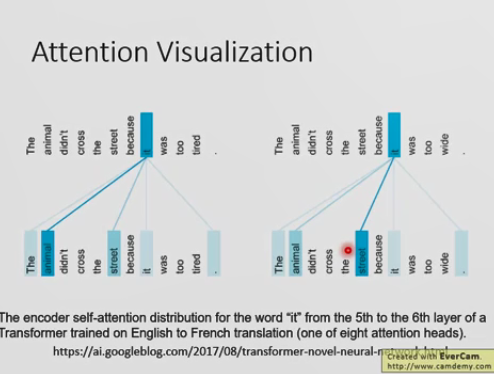 Attention Visualization
The animal didn't cross the street because it was too tired .
The animal didn't cross the street because it was too wide .
The animal didn't cross the street because it was too tired .
The animal didn't cross the street because it was too wide .
The encoder self-attention distribution for the word “it” from the 5th to the 6th layer of a
Transformer trained on English to French translation (one of eight attention heads).
https://ai.googleblog.com/2017/08/transformer-novel-neural-network.html
Created with EverCam.
http://www.camdemy.com